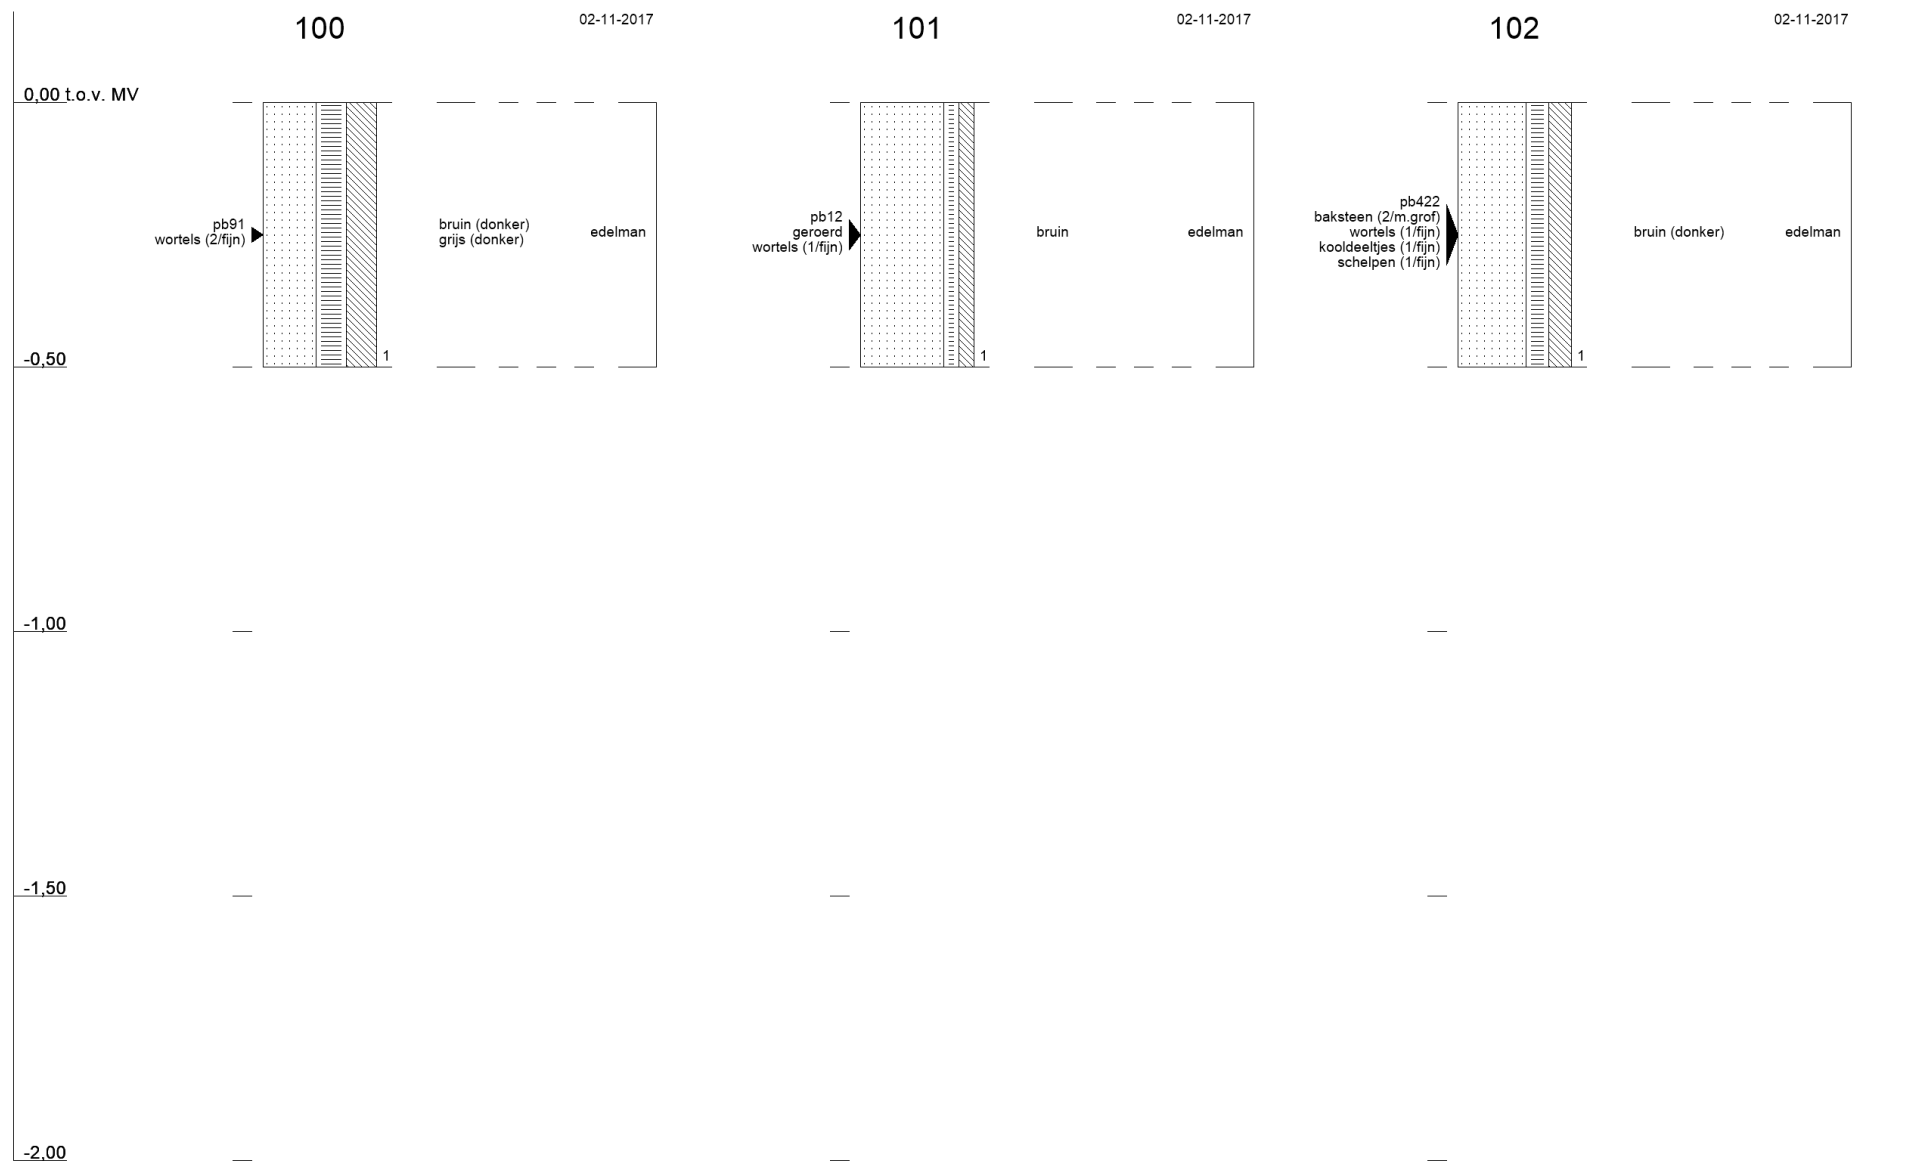 100
02-11-2017
101
02-11-2017
102
02-11-2017
0,00 t.o.v. MV
pb91
wortels (2/fijn)
bruin (donker)
grijs (donker)
edelman
1
pb12
geroerd
wortels (1/fijn)
bruin
edelman
1
pb422
baksteen (2/m.grof)
wortels (1/fijn)
kooldeeltjes (1/fijn)
schelpen (1/fijn)
bruin (donker)
edelman
1
-0,50
-1,00
-1,50
-2,00